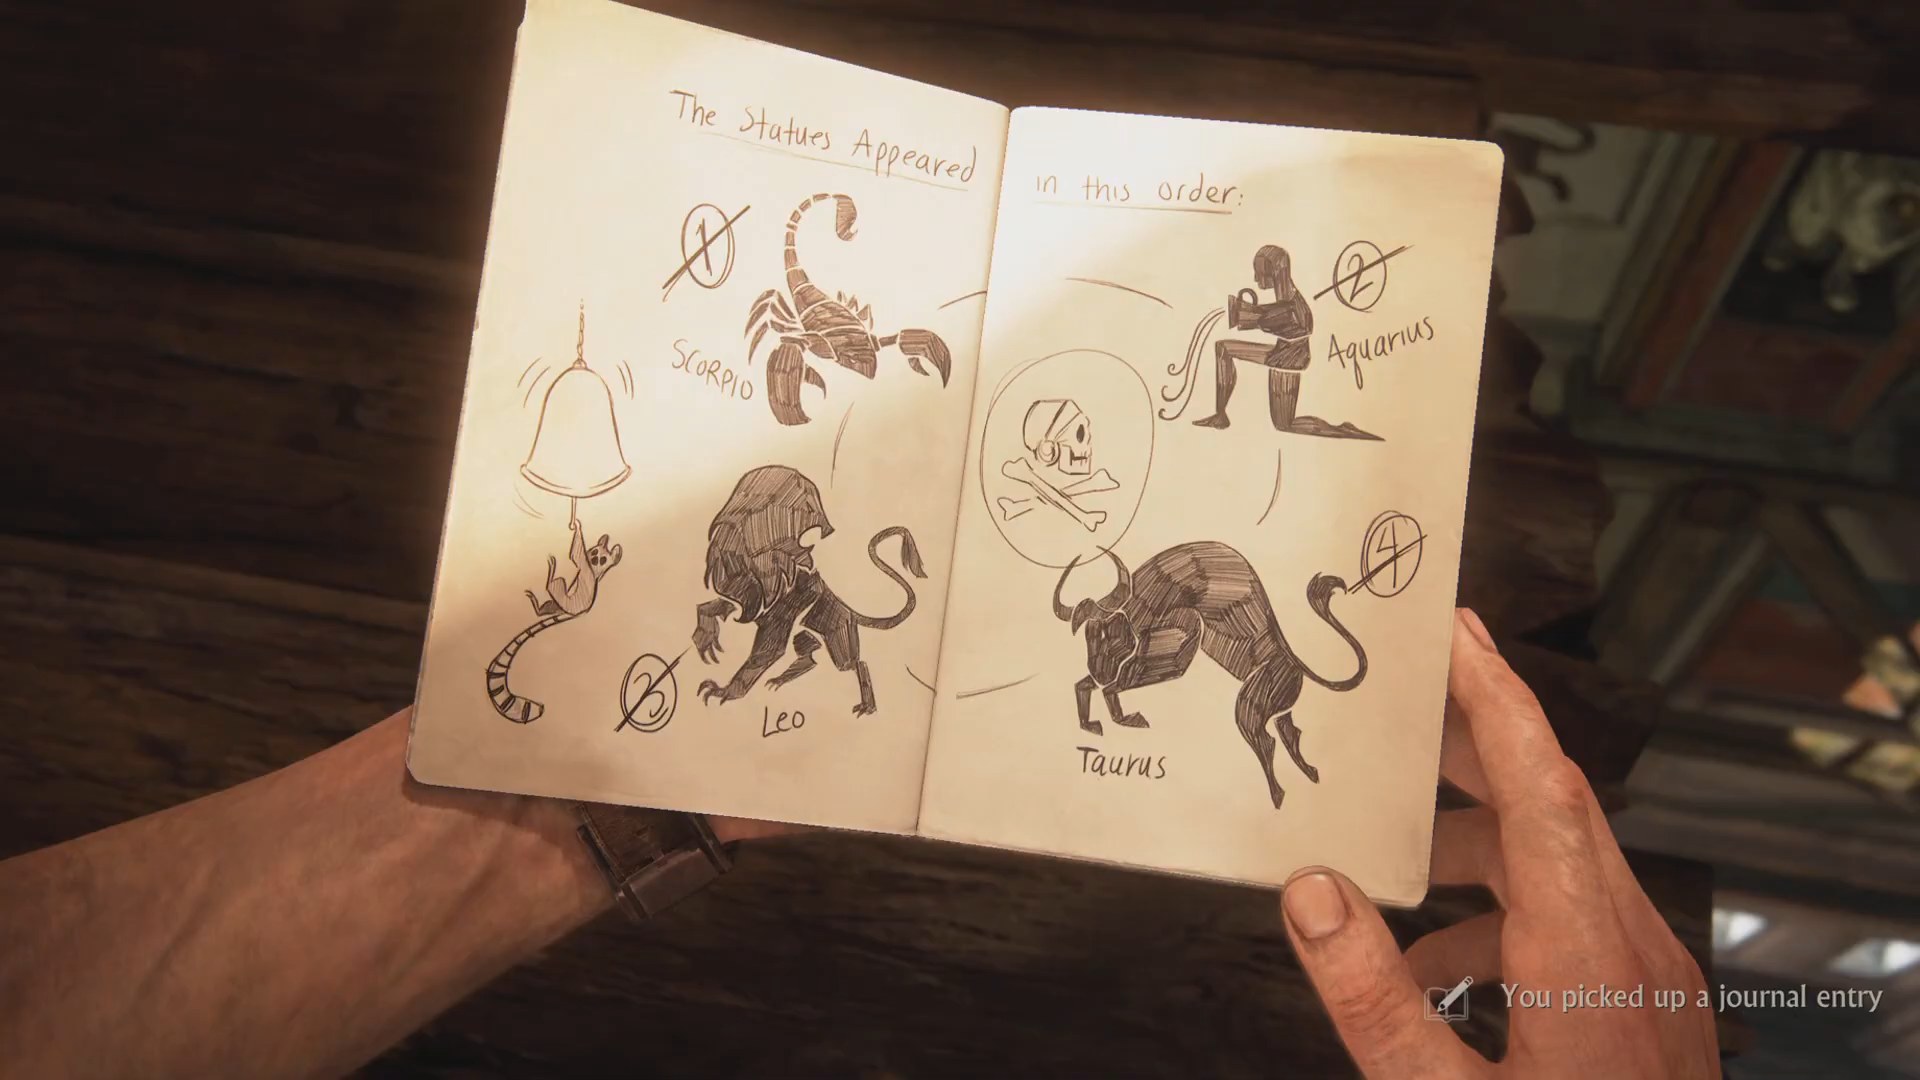 The Statues Appeared
in this order:
1
SCORPIO
2
Aquarius
3
Leo
4
Taurus
You picked up a journal entry